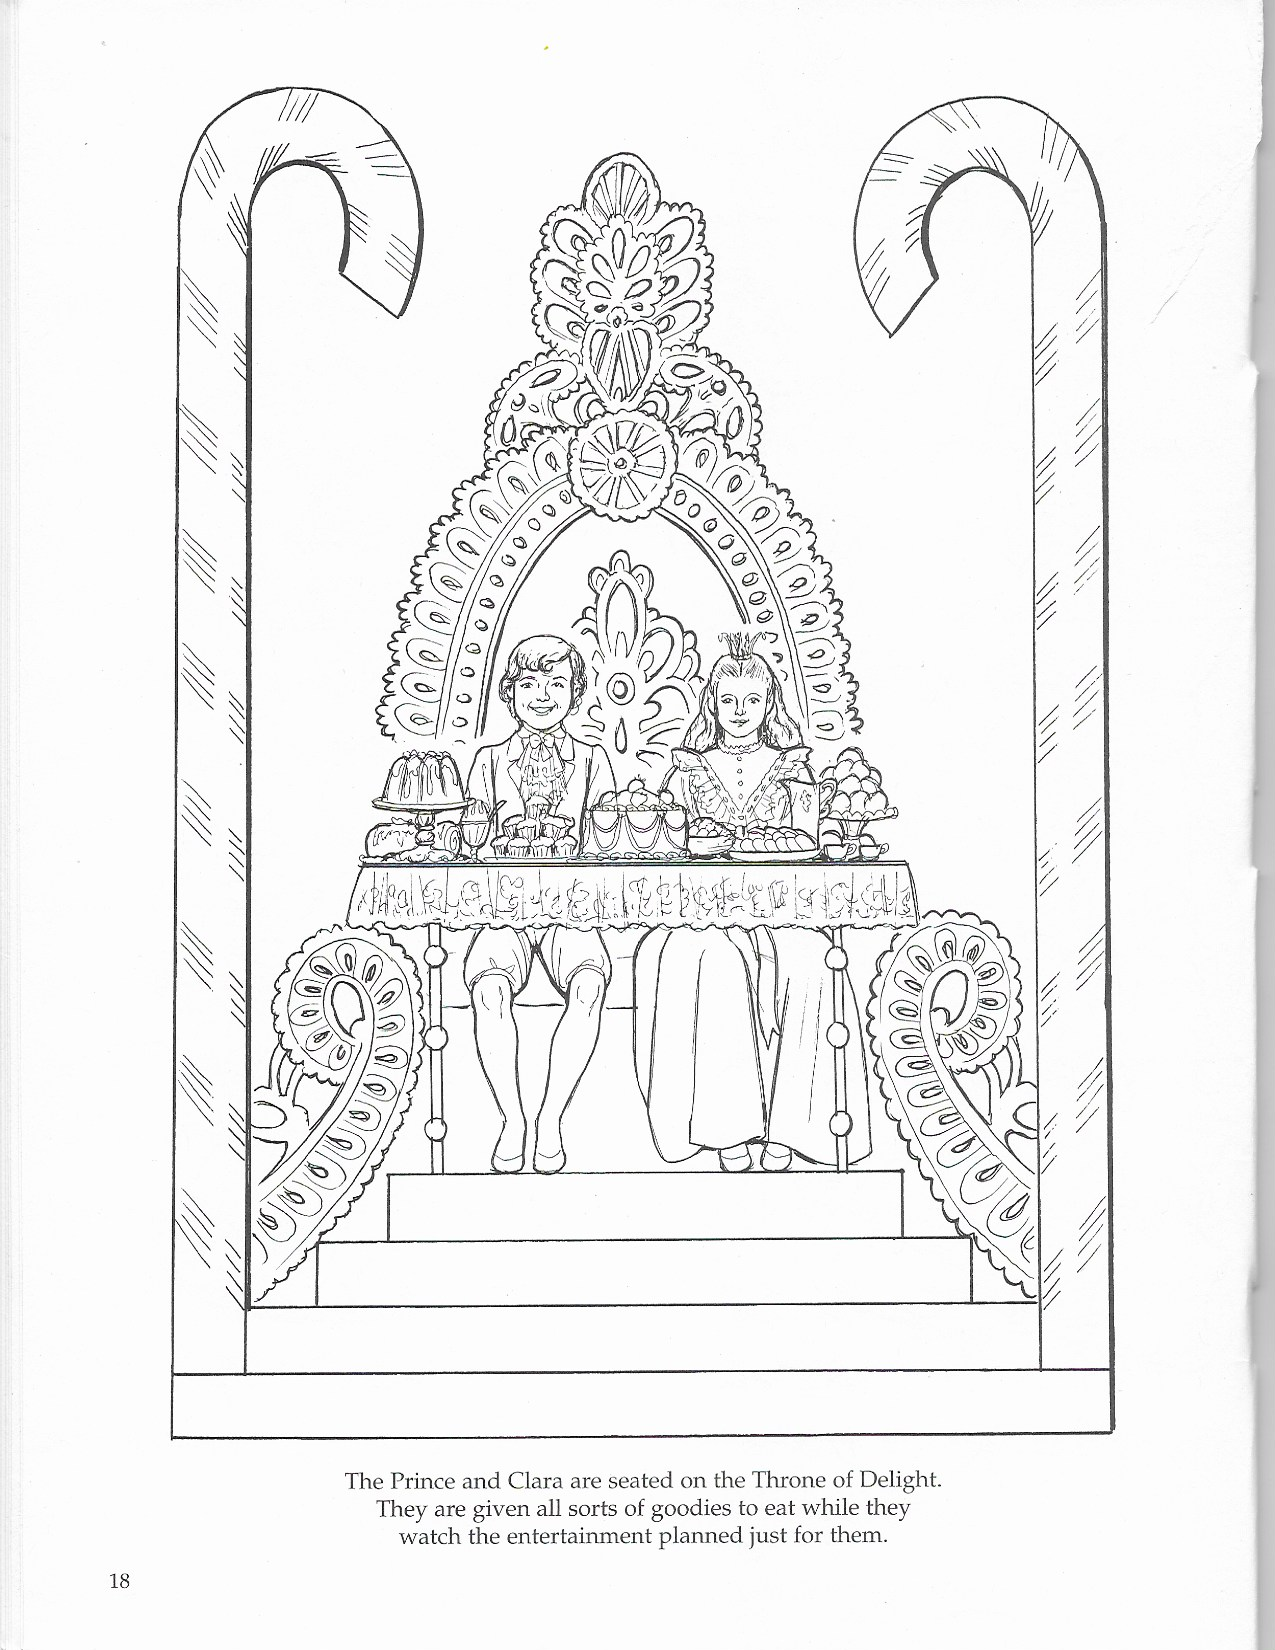 The Prince and Clara are seated on the Throne of Delight.
They are given all sorts of goodies to eat while they
watch the entertainment planned just for them.
18